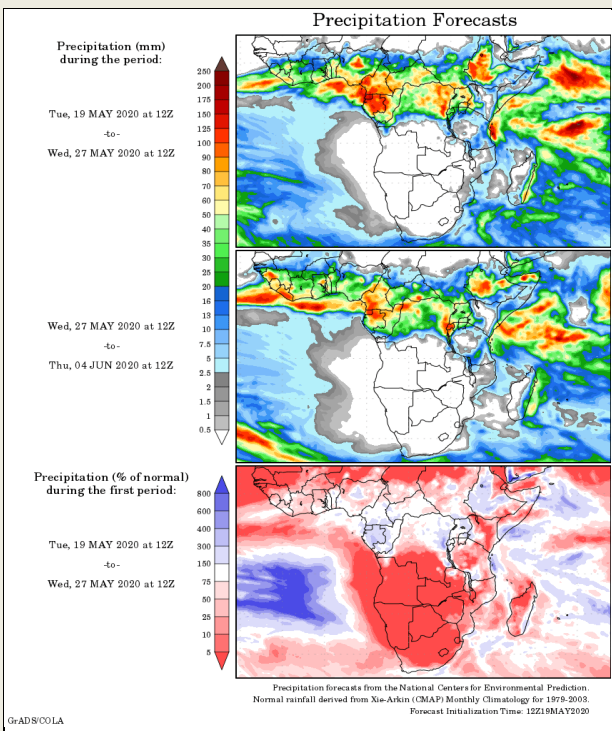 Precipitation Forecasts
Precipitation (mm)
during the period:
Tue, 19 MAY 2020 at 12Z
-to-
Wed, 27 MAY 2020 at 12Z
250
200
175
150
125
100
90
80
70
60
50
40
35
30
25
20
16
13
10
7.5
5
2.5
2
1.5
1
0.5
Wed, 27 MAY 2020 at 12Z
-to-
Thu, 04 JUN 2020 at 12Z
Precipitation (% of normal)
during the first period:
Tue, 19 MAY 2020 at 12Z
-to-
Wed, 27 MAY 2020 at 12Z
800
600
400
300
150
75
50
25
10
5
Precipitation forecasts from the National Centers for Environmental Prediction.
Normal rainfall derived from Xie-Arkin (CMAP) Monthly Climatology for 1979-2003.
Forecast Initialization Time: 12Z19MAY2020
GrADS/COLA